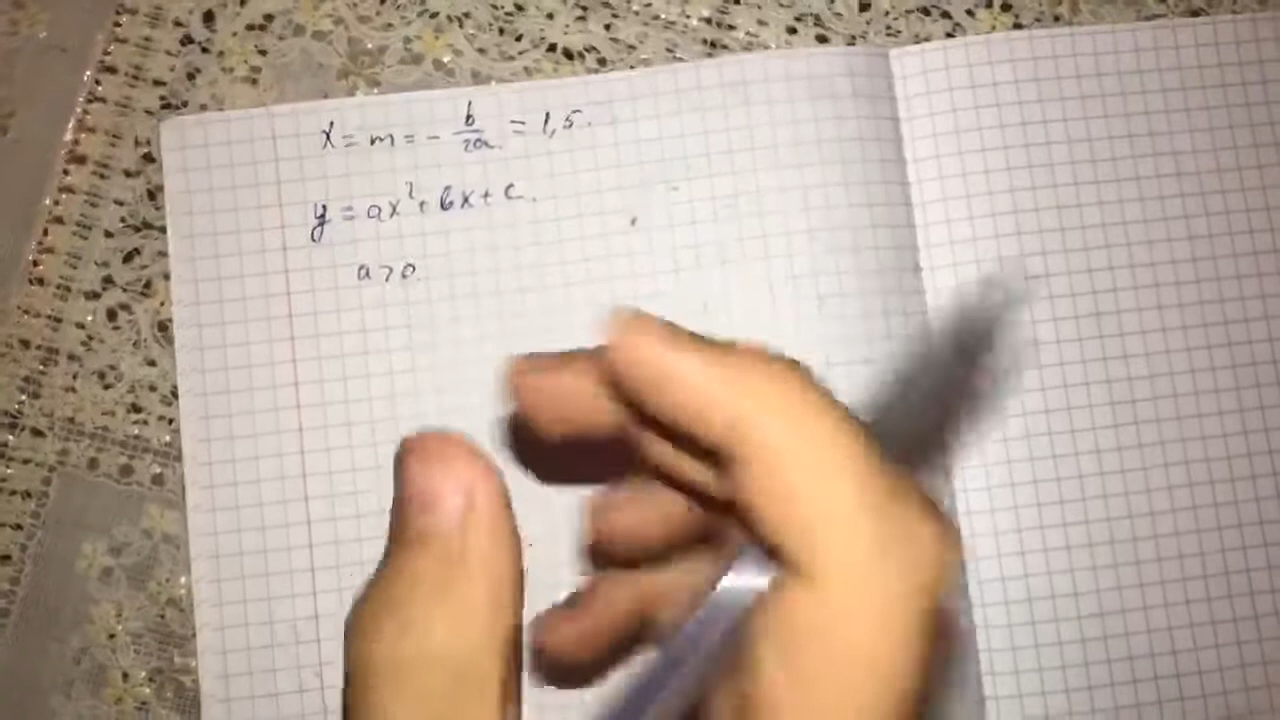 x = m = - b/2a = 1,5.
y = ax² + bx + c.
a > 0.